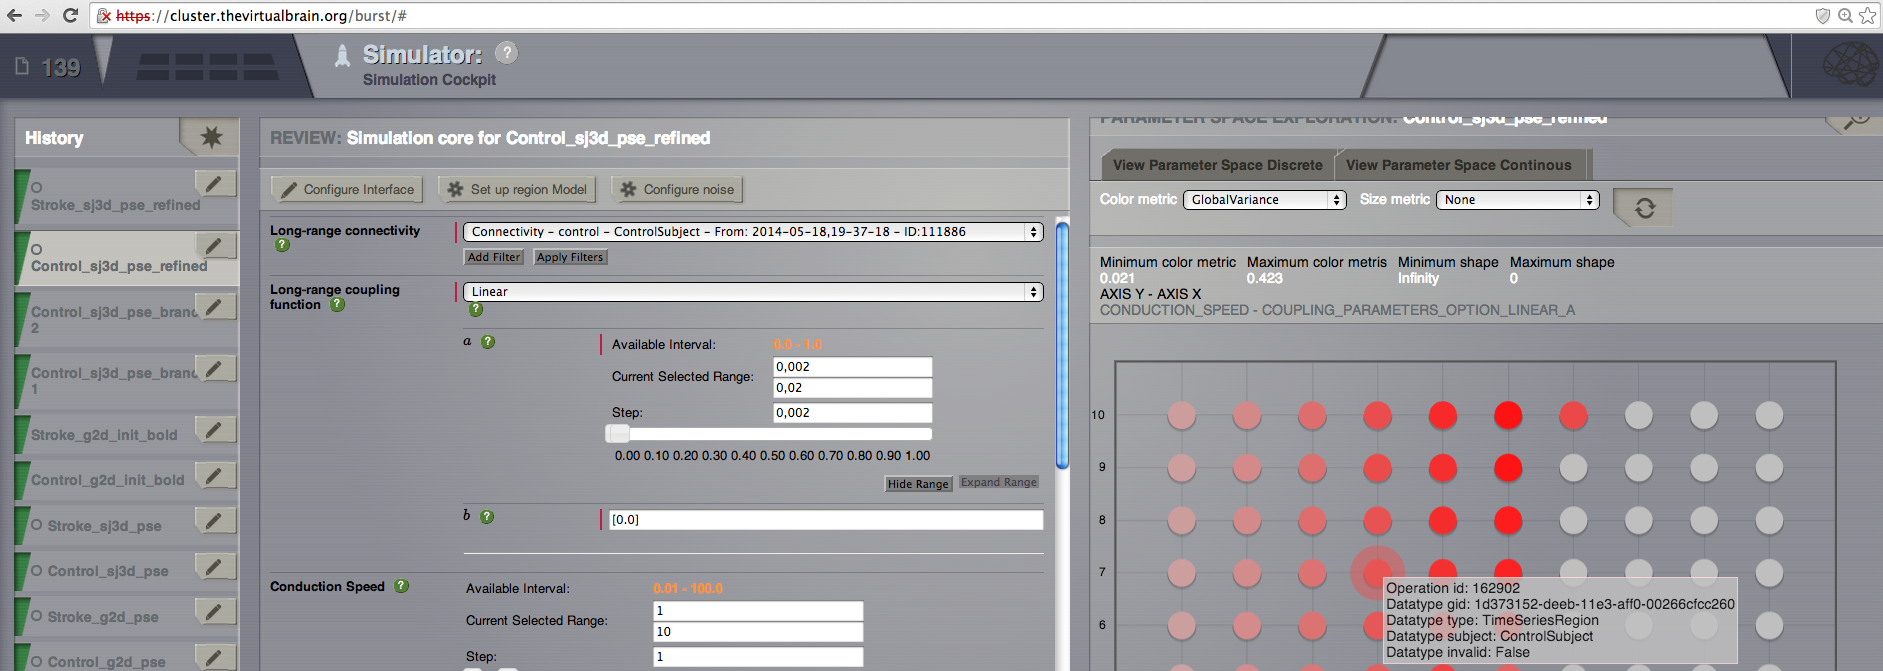 https://cluster.thevirtualbrain.org/burst/#
139
Simulator: ?
Simulation Cockpit
History
Stroke_sj3d_pse_refined
Control_sj3d_pse_refined
Control_sj3d_pse_branc
2
Control_sj3d_pse_branc
1
Stroke_g2d_init_bold
Control_g2d_init_bold
Stroke_sj3d_pse
Control_sj3d_pse
Stroke_g2d_pse
Control_g2d_pse
REVIEW: Simulation core for Control_sj3d_pse_refined
Configure Interface
Set up region Model
Configure noise
Long-range connectivity
?
Connectivity - control - ControlSubject - From: 2014-05-18,19-37-18 - ID:111886
Add Filter
Apply Filters
Long-range coupling
function ?
Linear
?
a ?
Available Interval: 0.0 - 1.0
Current Selected Range:
0,002
0,02
Step: 0,002
0.00 0.10 0.20 0.30 0.40 0.50 0.60 0.70 0.80 0.90 1.00
Hide Range
Expand Range
b ?
[0.0]
Conduction Speed ?
Available Interval: 0.01 - 100.0
Current Selected Range:
1
10
Step: 1
PARAMETER SPACE EXPLORATION: Control_sj3d_pse_refined
View Parameter Space Discrete
View Parameter Space Continous
Color metric GlobalVariance
Size metric None
Minimum color metric Maximum color metris Minimum shape Maximum shape
0.021 0.423 Infinity 0
AXIS Y - AXIS X
CONDUCTION_SPEED - COUPLING_PARAMETERS_OPTION_LINEAR_A
10
9
8
7
6
Operation id: 162902
Datatype gid: 1d373152-deeb-11e3-aff0-00266cfcc260
Datatype type: TimeSeriesRegion
Datatype subject: ControlSubject
Datatype invalid: False